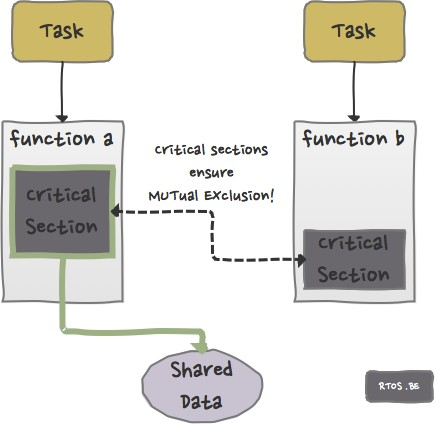 Task
Task
function a
function b
critical sections
ensure
MUTual EXclusion!
Critical
Section
Critical
Section
Shared
Data
RTOS.BE